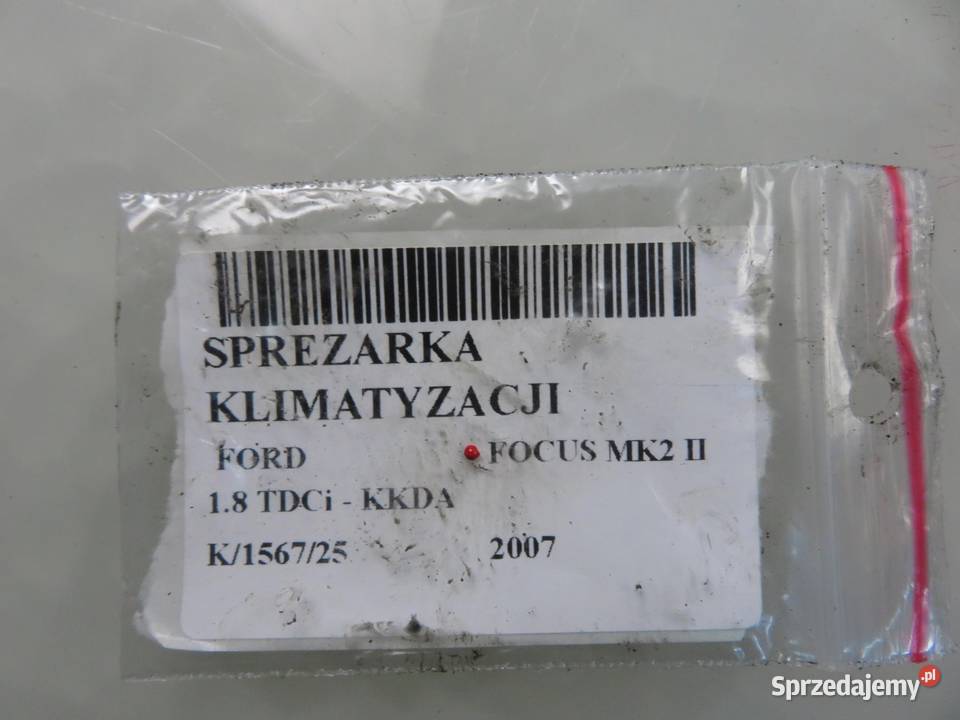 SPREZARKA
KLIMATYZACJI
FORD FOCUS MK2 II
1.8 TDCi - KKDA
K/1567/25 2007
Sprzedajemy.pl